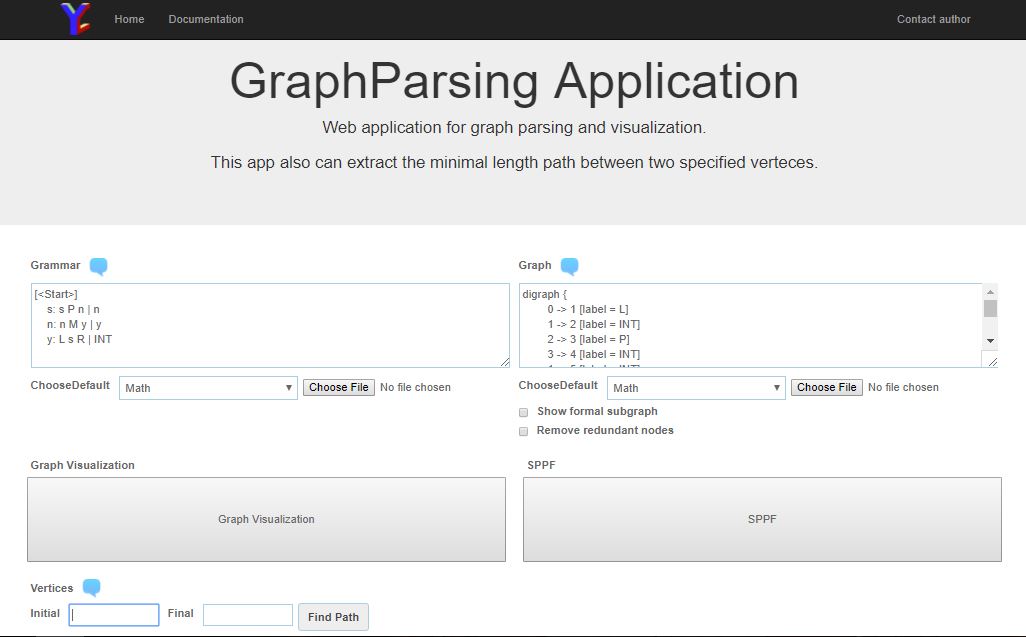 Home Documentation Contact author
GraphParsing Application
Web application for graph parsing and visualization.
This app also can extract the minimal length path between two specified verteces.
Grammar
[<Start>]
s: s P n | n
n: n M y | y
y: L s R | INT
ChooseDefault Math Choose File No file chosen
Graph
digraph {
0 -> 1 [label = L]
1 -> 2 [label = INT]
2 -> 3 [label = P]
3 -> 4 [label = INT]
ChooseDefault Math Choose File No file chosen
Show formal subgraph
Remove redundant nodes
Graph Visualization
Graph Visualization
SPPF
SPPF
Vertices
Initial Final Find Path